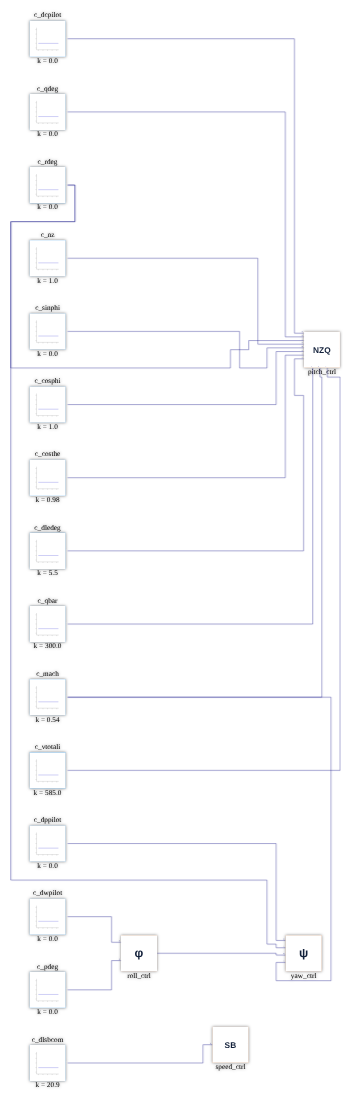 c_depilot
k = 0.0
c_qdeg
k = 0.0
c_rdeg
k = 0.0
c_nz
k = 1.0
c_sinphi
k = 0.0
NZQ
pitch_ctrl
c_cosphi
k = 1.0
c_costhe
k = 0.98
c_dledeg
k = 5.5
c_qbar
k = 300.0
c_mach
k = 0.54
c_vtotali
k = 585.0
c_dppilot
k = 0.0
c_dwpilot
k = 0.0
φ
roll_ctrl
ψ
yaw_ctrl
c_pdeg
k = 0.0
c_dlsbcom
k = 20.9
SB
speed_ctrl